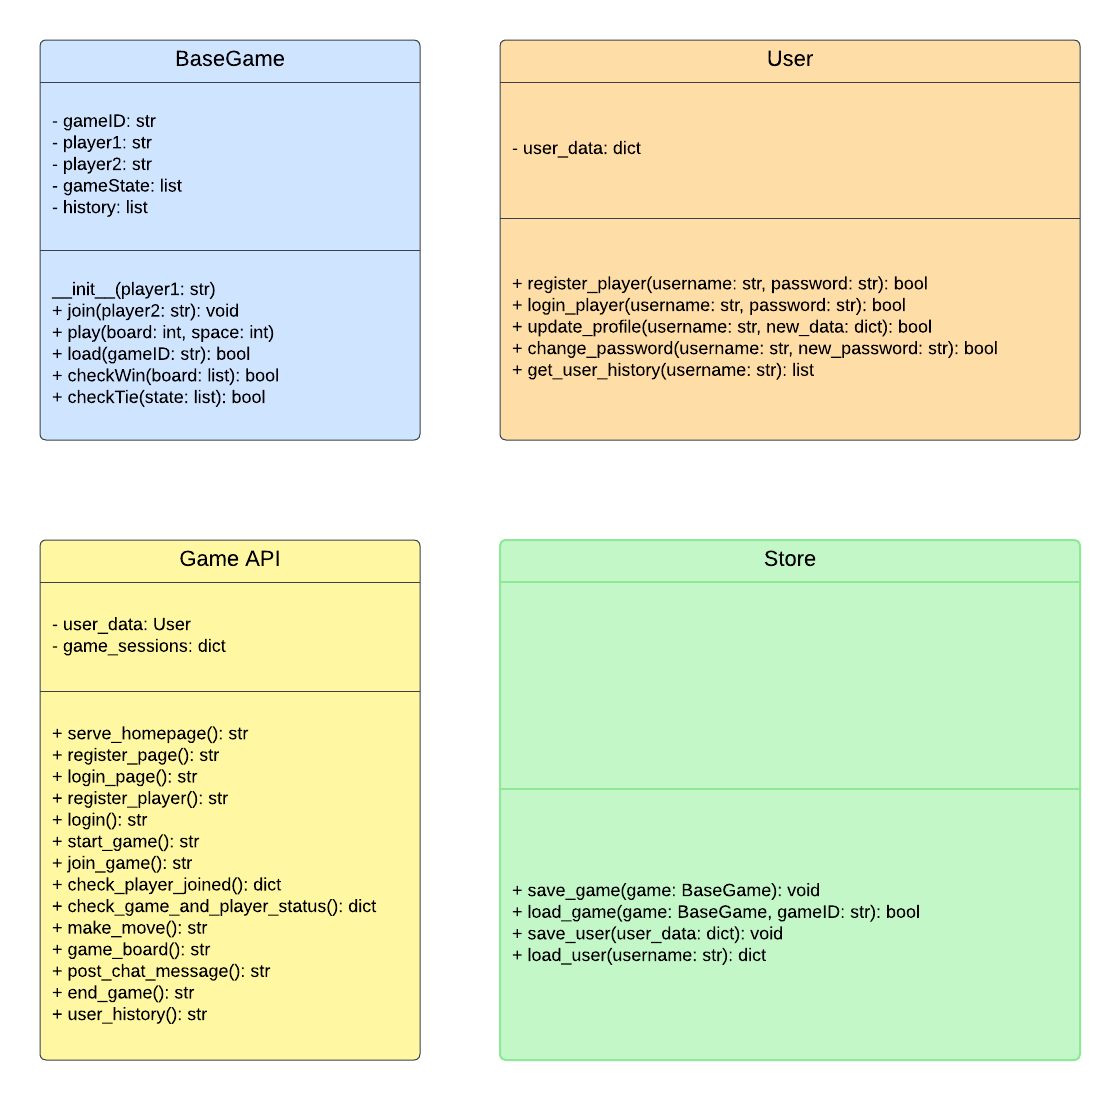 BaseGame
- gameID: str
- player1: str
- player2: str
- gameState: list
- history: list
__init__(player1: str)
+ join(player2: str): void
+ play(board: int, space: int)
+ load(gameID: str): bool
+ checkWin(board: list): bool
+ checkTie(state: list): bool
User
- user_data: dict
+ register_player(username: str, password: str): bool
+ login_player(username: str, password: str): bool
+ update_profile(username: str, new_data: dict): bool
+ change_password(username: str, new_password: str): bool
+ get_user_history(username: str): list
Game API
- user_data: User
- game_sessions: dict
+ serve_homepage(): str
+ register_page(): str
+ login_page(): str
+ register_player(): str
+ login(): str
+ start_game(): str
+ join_game(): str
+ check_player_joined(): dict
+ check_game_and_player_status(): dict
+ make_move(): str
+ game_board(): str
+ post_chat_message(): str
+ end_game(): str
+ user_history(): str
Store
+ save_game(game: BaseGame): void
+ load_game(game: BaseGame, gameID: str): bool
+ save_user(user_data: dict): void
+ load_user(username: str): dict